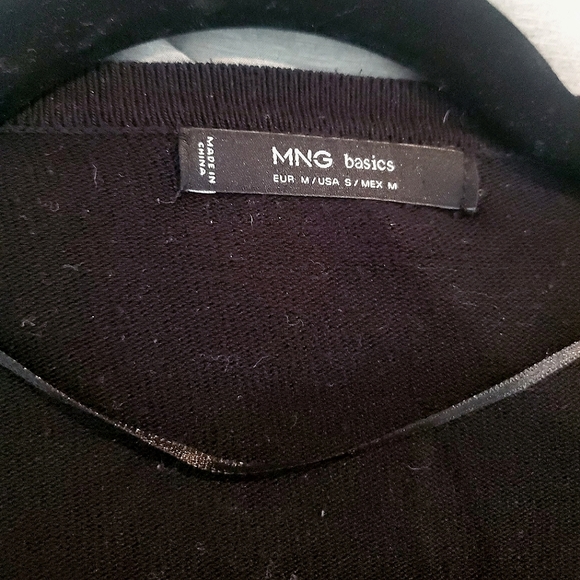 MADE IN
CHINA
MNG basics
EUR M / USA S / MEX M